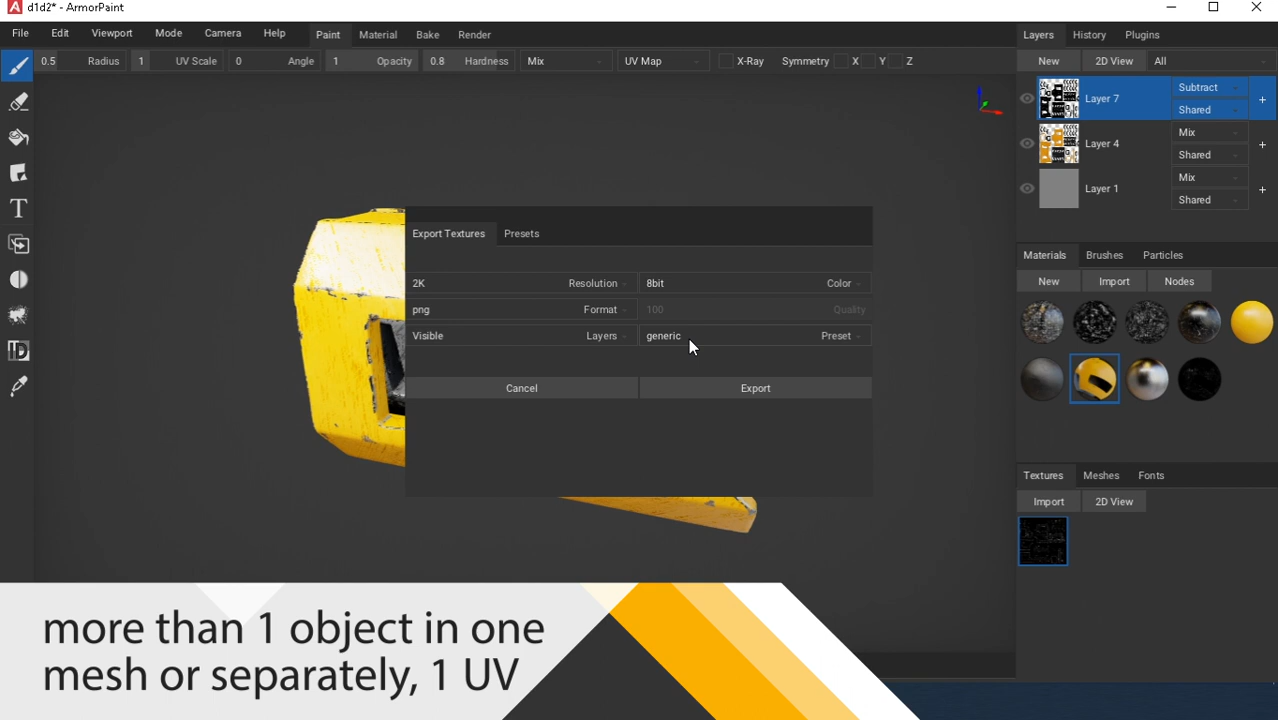 A d1d2* - ArmorPaint
File Edit Viewport Mode Camera Help Paint Material Bake Render
0.5 Radius 1 UV Scale 0 Angle 1 Opacity 0.8 Hardness Mix UV Map X-Ray Symmetry X Y Z
Layers History Plugins
New 2D View All
Layer 7 Subtract
Shared
Layer 4 Mix
Shared
Layer 1 Mix
Shared
T
ID
Export Textures Presets
2K Resolution 8bit Color
png Format 100 Quality
Visible Layers generic Preset
Cancel Export
Materials Brushes Particles
New Import Nodes
Textures Meshes Fonts
Import 2D View
more than 1 object in one
mesh or separately, 1 UV